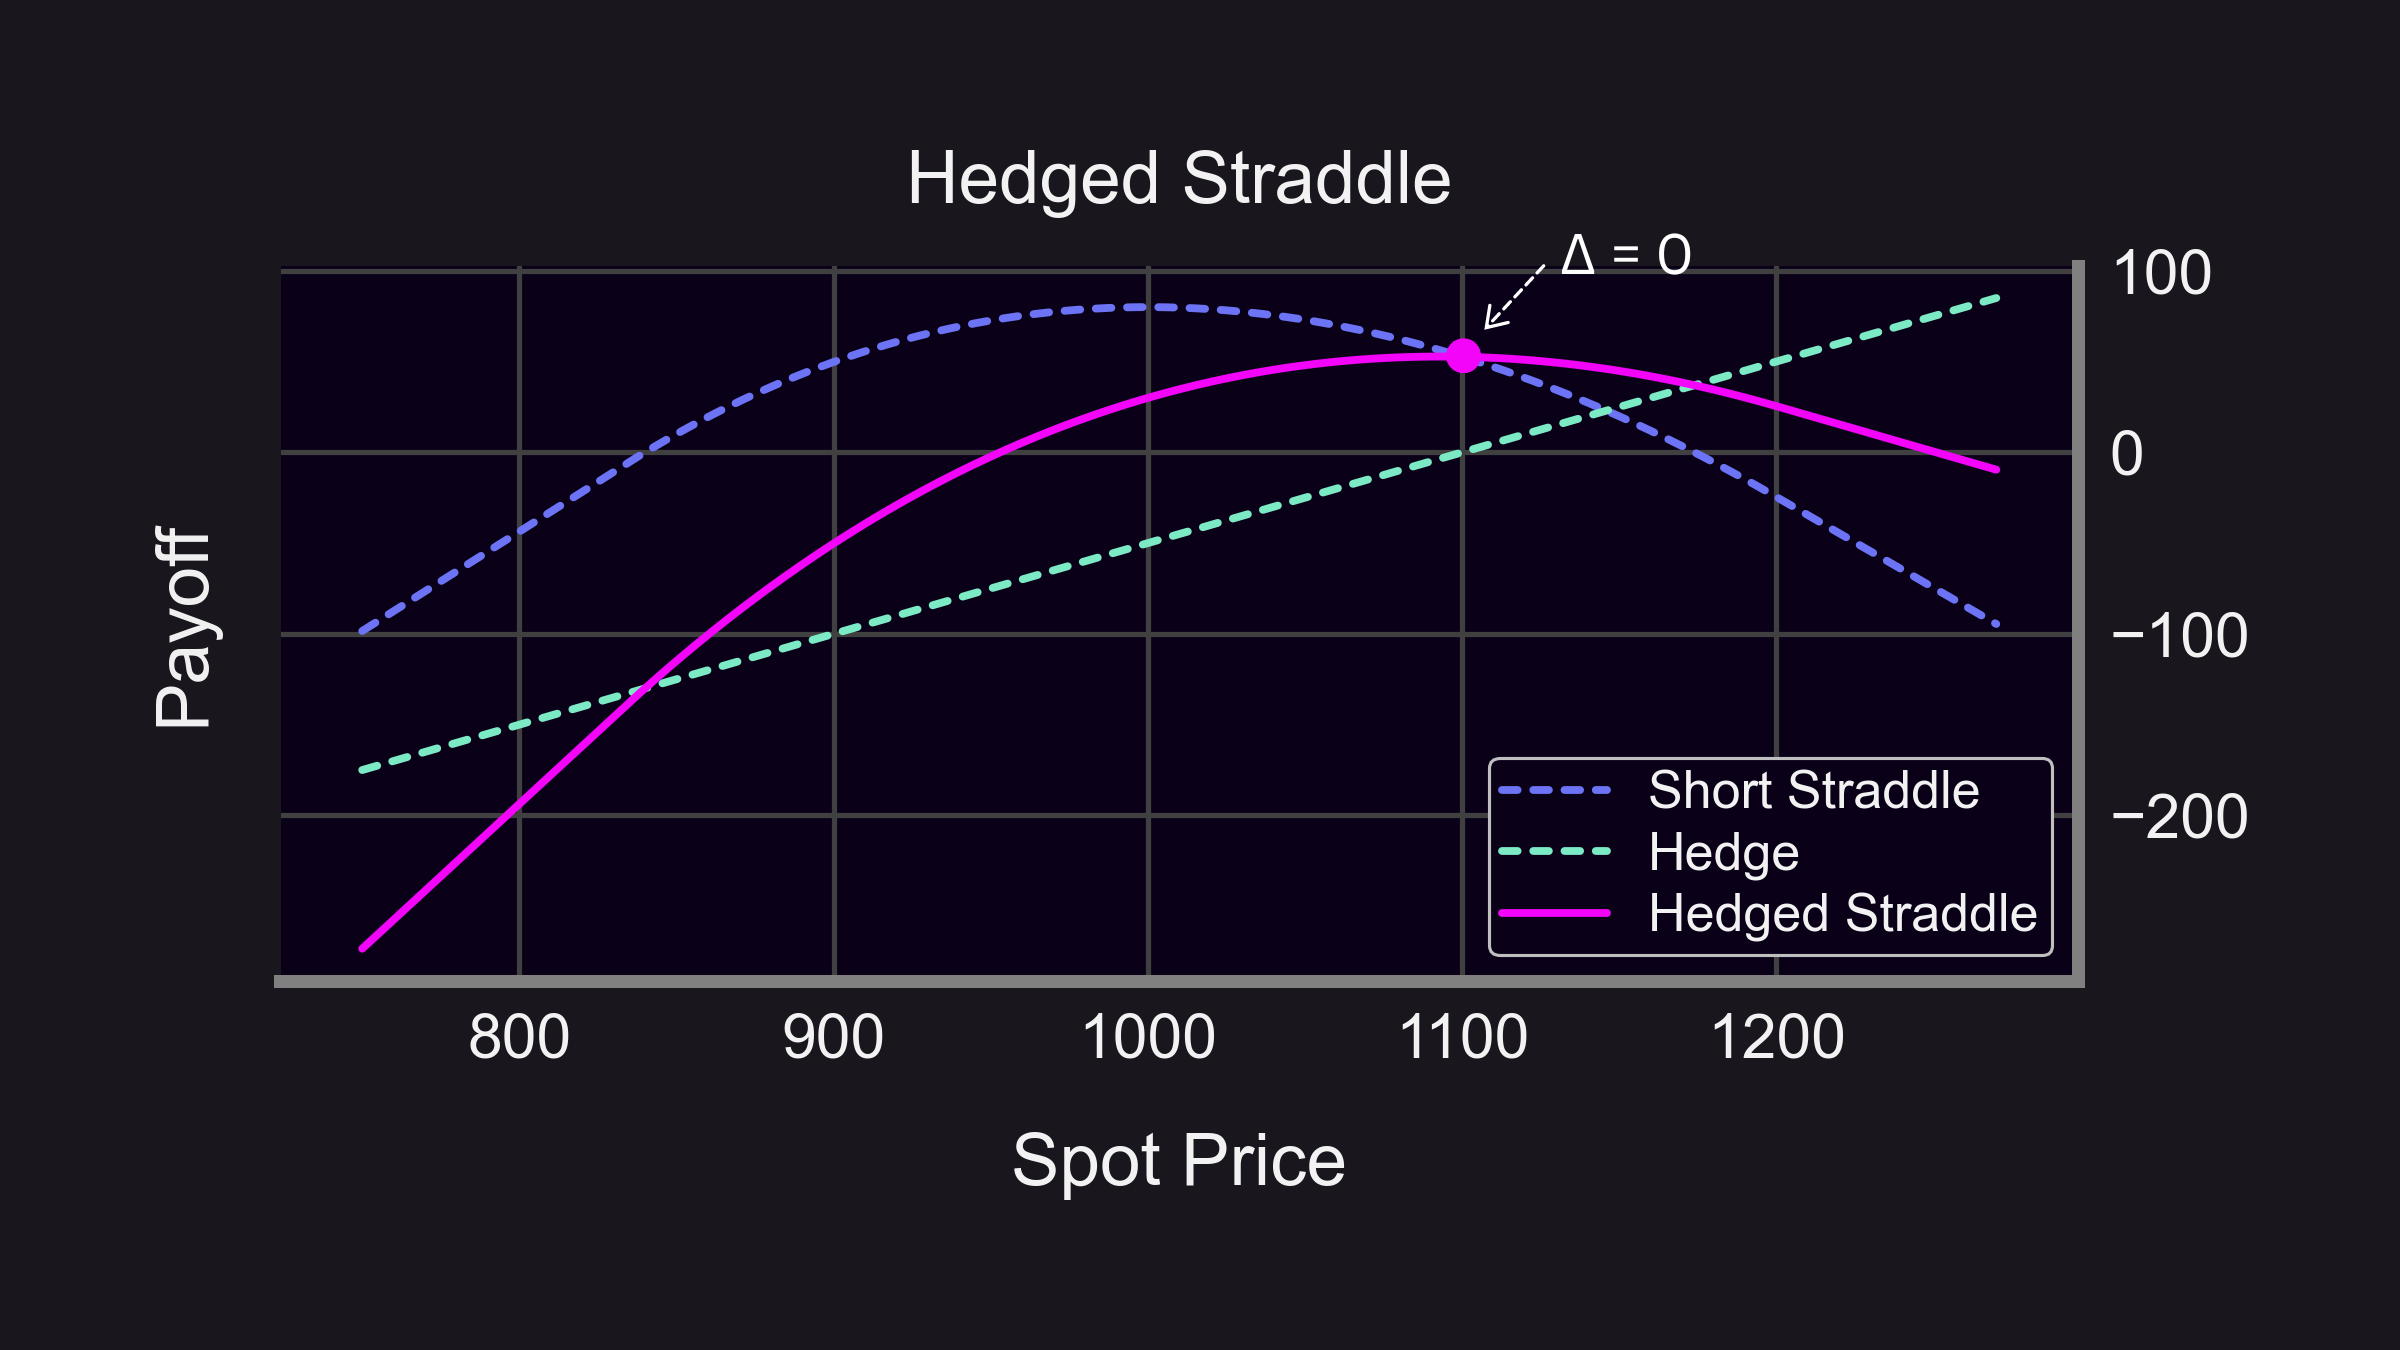 Hedged Straddle
Δ = 0
100
0
−100
−200
Payoff
Short Straddle
Hedge
Hedged Straddle
800
900
1000
1100
1200
Spot Price